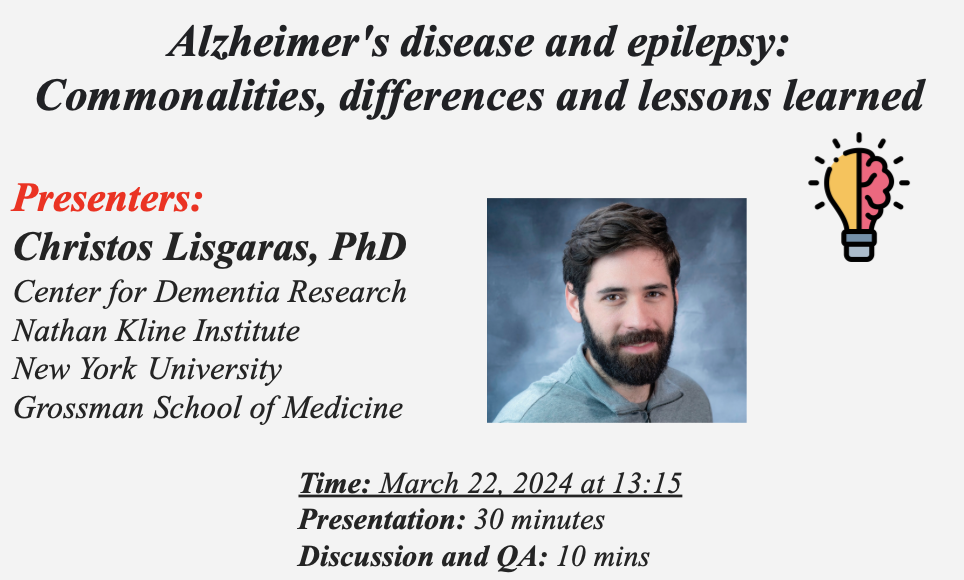 Alzheimer's disease and epilepsy:
Commonalities, differences and lessons learned
Presenters:
Christos Lisgaras, PhD
Center for Dementia Research
Nathan Kline Institute
New York University
Grossman School of Medicine
Time: March 22, 2024 at 13:15
Presentation: 30 minutes
Discussion and QA: 10 mins